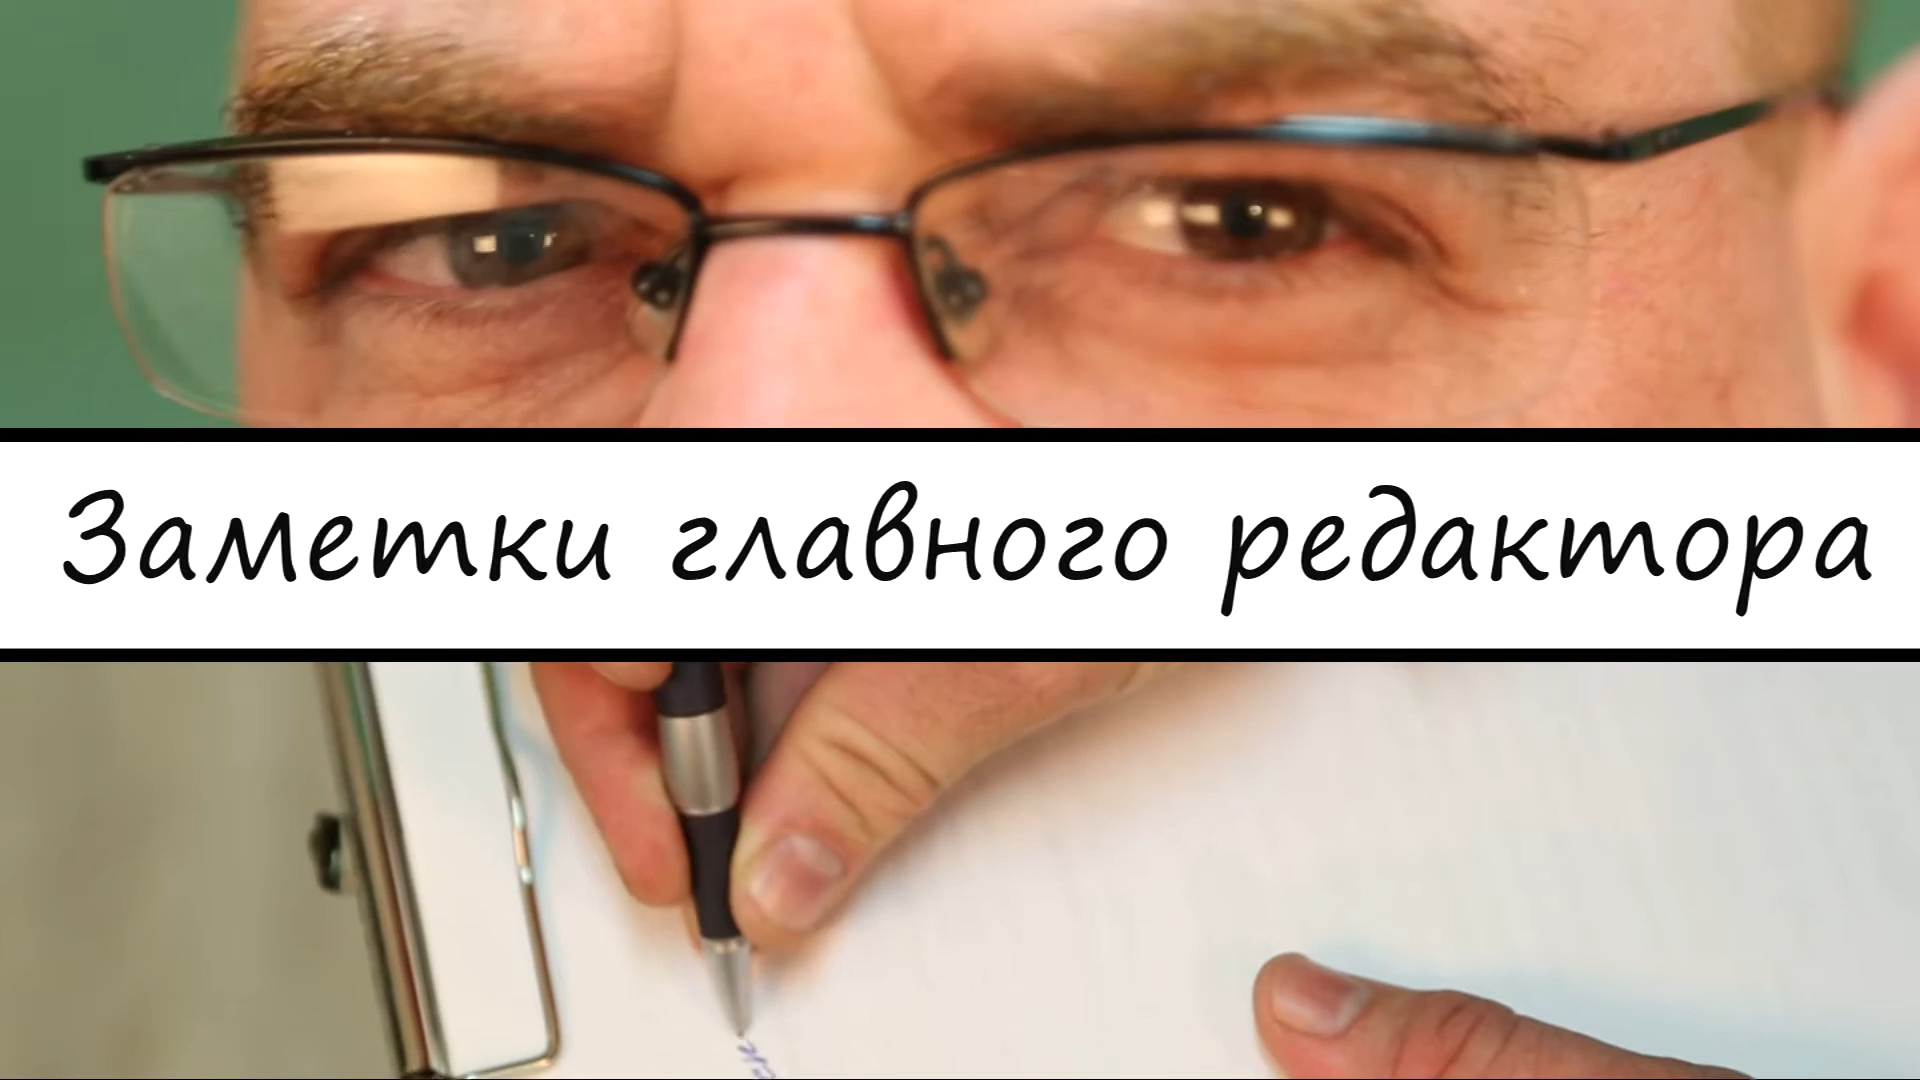 Заметки главного редактора